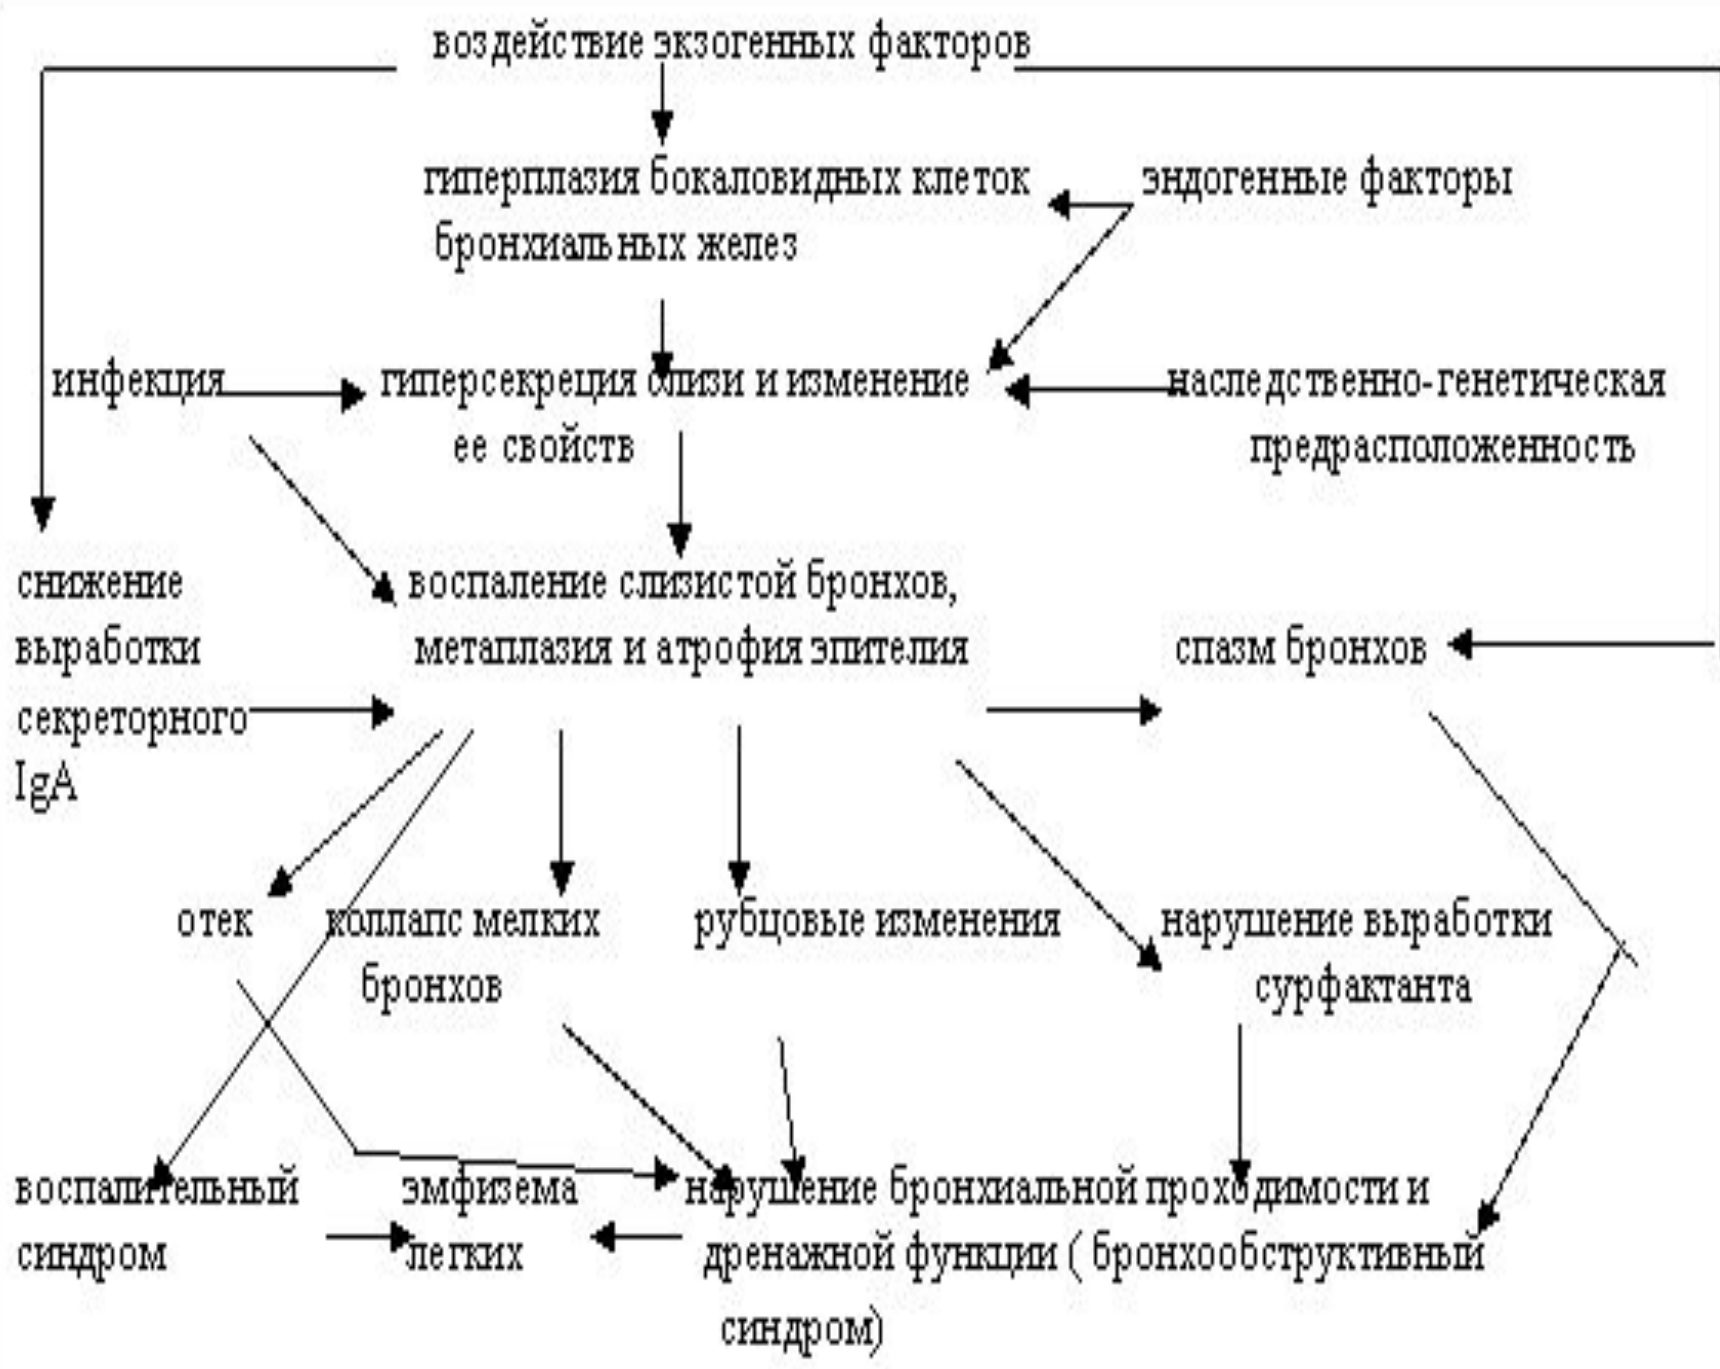 воздействие экзогенных факторов
гиперплазия бокаловидных клеток
бронхиальных желез
эндогенные факторы
инфекция
гиперсекреция слизи и изменение
ее свойств
наследственно-генетическая
предрасположенность
снижение
выработки
секреторного
IgA
воспаление слизистой бронхов,
метаплазия и атрофия эпителия
спазм бронхов
отек
коллапс мелких
бронхов
рубцовые изменения
нарушение выработки
сурфактанта
воспалительный
синдром
эмфизема
легких
нарушение бронхиальной проходимости и
дренажной функции ( бронхообструктивный
синдром)